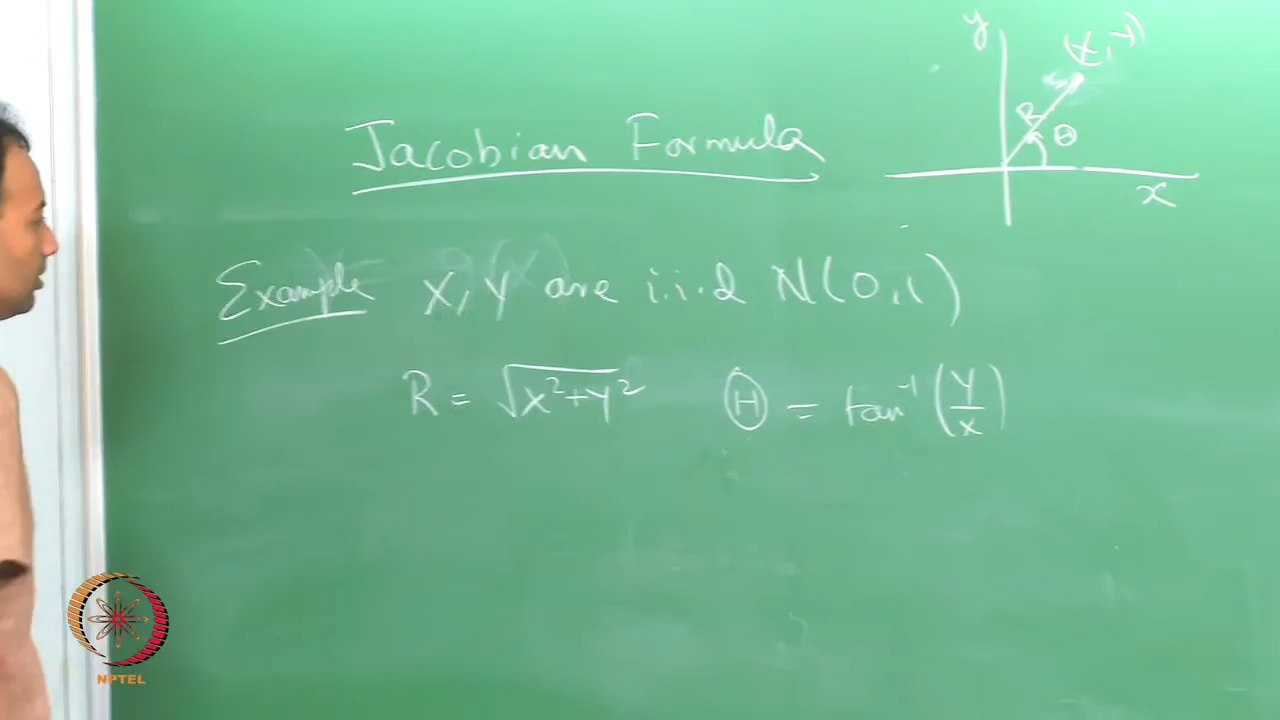 y
(X, Y)
R
Θ
x
Jacobian Formula
Example X, Y are i.i.d N(0,1)
R = √X²+Y² Θ = tan⁻¹(Y/X)
NPTEL